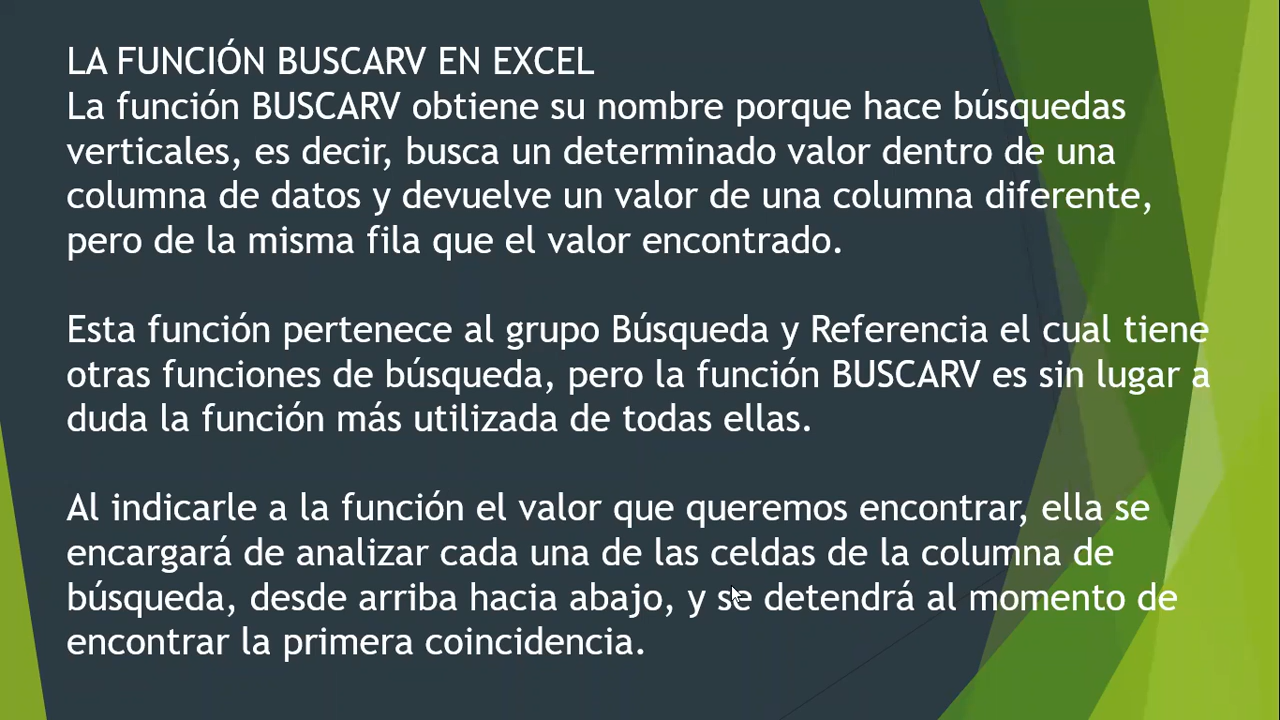 LA FUNCIÓN BUSCARV EN EXCEL
La función BUSCARV obtiene su nombre porque hace búsquedas
verticales, es decir, busca un determinado valor dentro de una
columna de datos y devuelve un valor de una columna diferente,
pero de la misma fila que el valor encontrado.
Esta función pertenece al grupo Búsqueda y Referencia el cual tiene
otras funciones de búsqueda, pero la función BUSCARV es sin lugar a
duda la función más utilizada de todas ellas.
Al indicarle a la función el valor que queremos encontrar, ella se
encargará de analizar cada una de las celdas de la columna de
búsqueda, desde arriba hacia abajo, y se detendrá al momento de
encontrar la primera coincidencia.